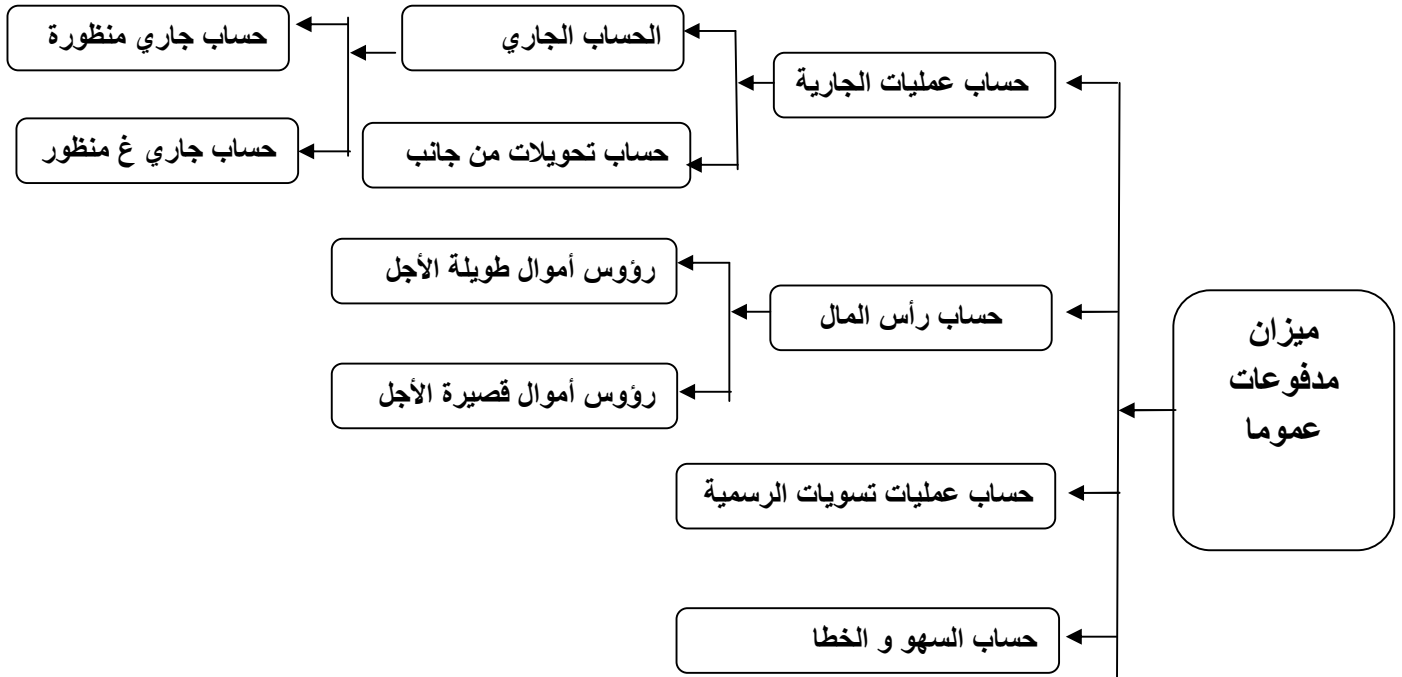 ميزان
مدفوعات
عموما
حساب عمليات الجارية
الحساب الجاري
حساب جاري منظورة
حساب جاري غ منظور
حساب تحويلات من جانب
حساب رأس المال
رؤوس أموال طويلة الأجل
رؤوس أموال قصيرة الأجل
حساب عمليات تسويات الرسمية
حساب السهو و الخطا